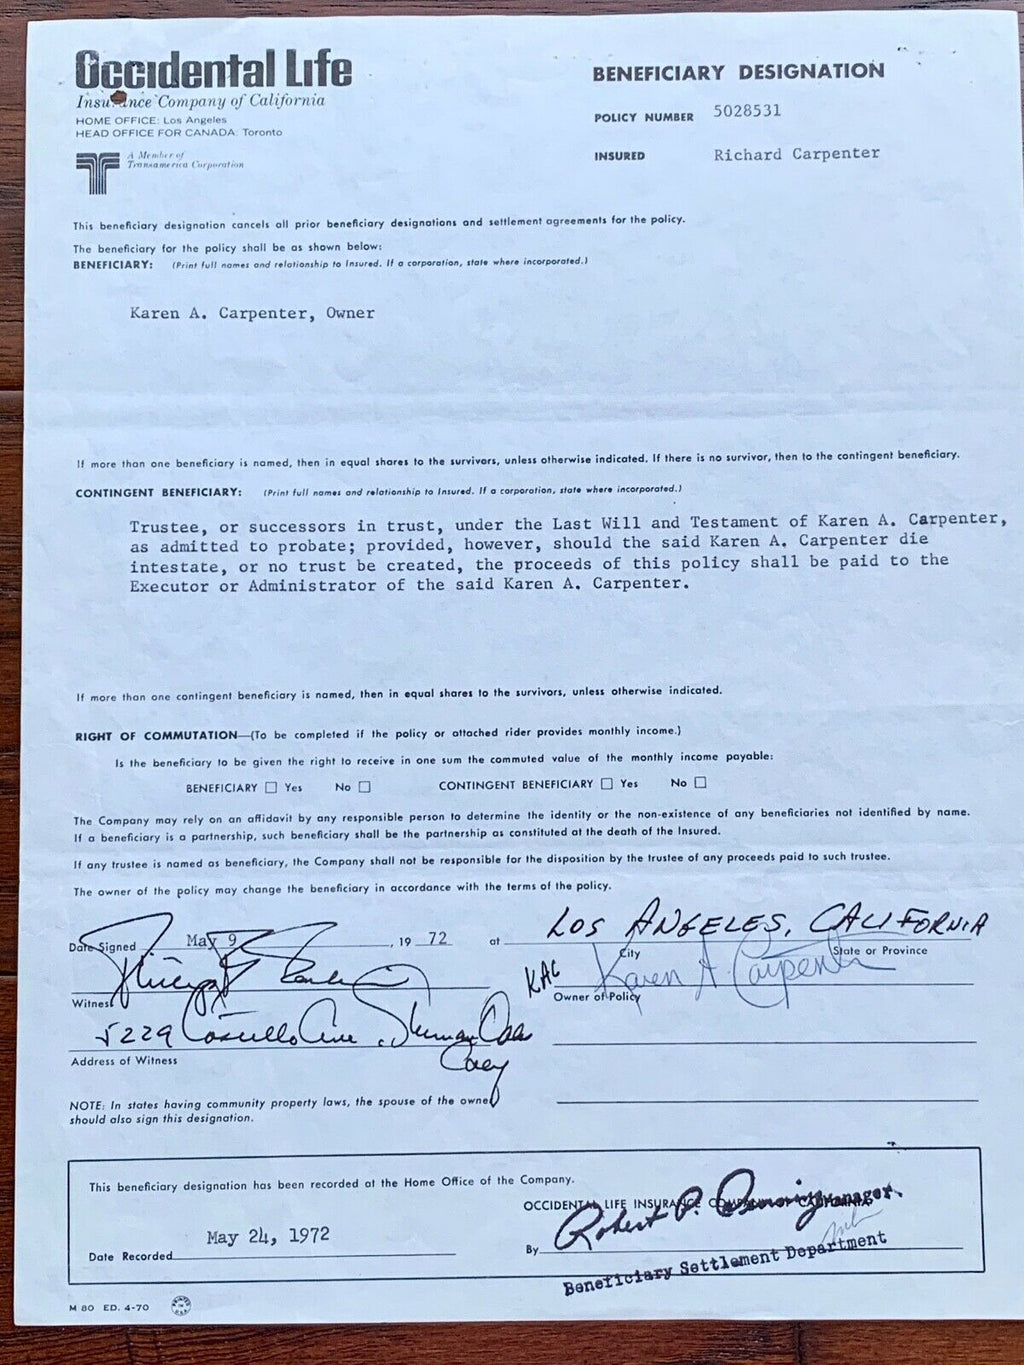 Occidental Life
Insurance Company of California
HOME OFFICE: Los Angeles
HEAD OFFICE FOR CANADA: Toronto
A Member of
Transamerica Corporation
BENEFICIARY DESIGNATION
POLICY NUMBER 5028531
INSURED Richard Carpenter
This beneficiary designation cancels all prior beneficiary designations and settlement agreements for the policy.
The beneficiary for the policy shall be as shown below:
BENEFICIARY: (Print full names and relationship to Insured. If a corporation, state where incorporated.)
Karen A. Carpenter, Owner
If more than one beneficiary is named, then in equal shares to the survivors, unless otherwise indicated. If there is no survivor, then to the contingent beneficiary.
CONTINGENT BENEFICIARY: (Print full names and relationship to Insured. If a corporation, state where incorporated.)
Trustee, or successors in trust, under the Last Will and Testament of Karen A. Carpenter,
as admitted to probate; provided, however, should the said Karen A. Carpenter die
intestate, or no trust be created, the proceeds of this policy shall be paid to the
Executor or Administrator of the said Karen A. Carpenter.
If more than one contingent beneficiary is named, then in equal shares to the survivors, unless otherwise indicated.
RIGHT OF COMMUTATION—(To be completed if the policy or attached rider provides monthly income.)
Is the beneficiary to be given the right to receive in one sum the commuted value of the monthly income payable:
BENEFICIARY ☐ Yes No ☐ CONTINGENT BENEFICIARY ☐ Yes No ☐
The Company may rely on an affidavit by any responsible person to determine the identity or the non-existence of any beneficiaries not identified by name.
If a beneficiary is a partnership, such beneficiary shall be the partnership as constituted at the death of the Insured.
If any trustee is named as beneficiary, the Company shall not be responsible for the disposition by the trustee of any proceeds paid to such trustee.
The owner of the policy may change the beneficiary in accordance with the terms of the policy.
Date Signed May 9, 19 72 at LOS ANGELES, CALIFORNIA
City State or Province
KAC Karen A Carpenter
Witness Owner of Policy
5229 Ave. Sherman Oaks
Address of Witness
NOTE: In states having community property laws, the spouse of the owner
should also sign this designation.
This beneficiary designation has been recorded at the Home Office of the Company.
OCCIDENTAL LIFE INSURANCE COMPANY OF CALIFORNIA
Manager.
Date Recorded May 24, 1972 By Robert P.
Beneficiary Settlement Department
M 80 ED. 4-70
PRINTED IN U.S.A.